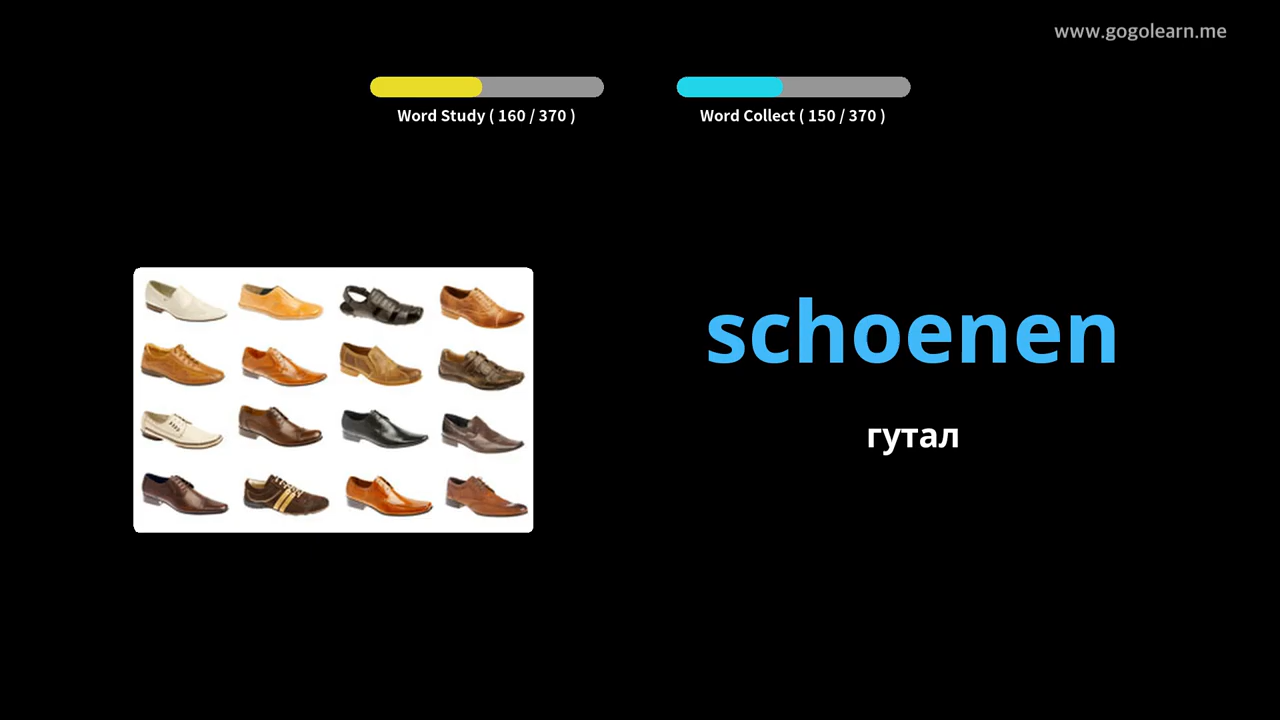 www.gogolearn.me
Word Study ( 160 / 370 )
Word Collect ( 150 / 370 )
schoenen
гутал